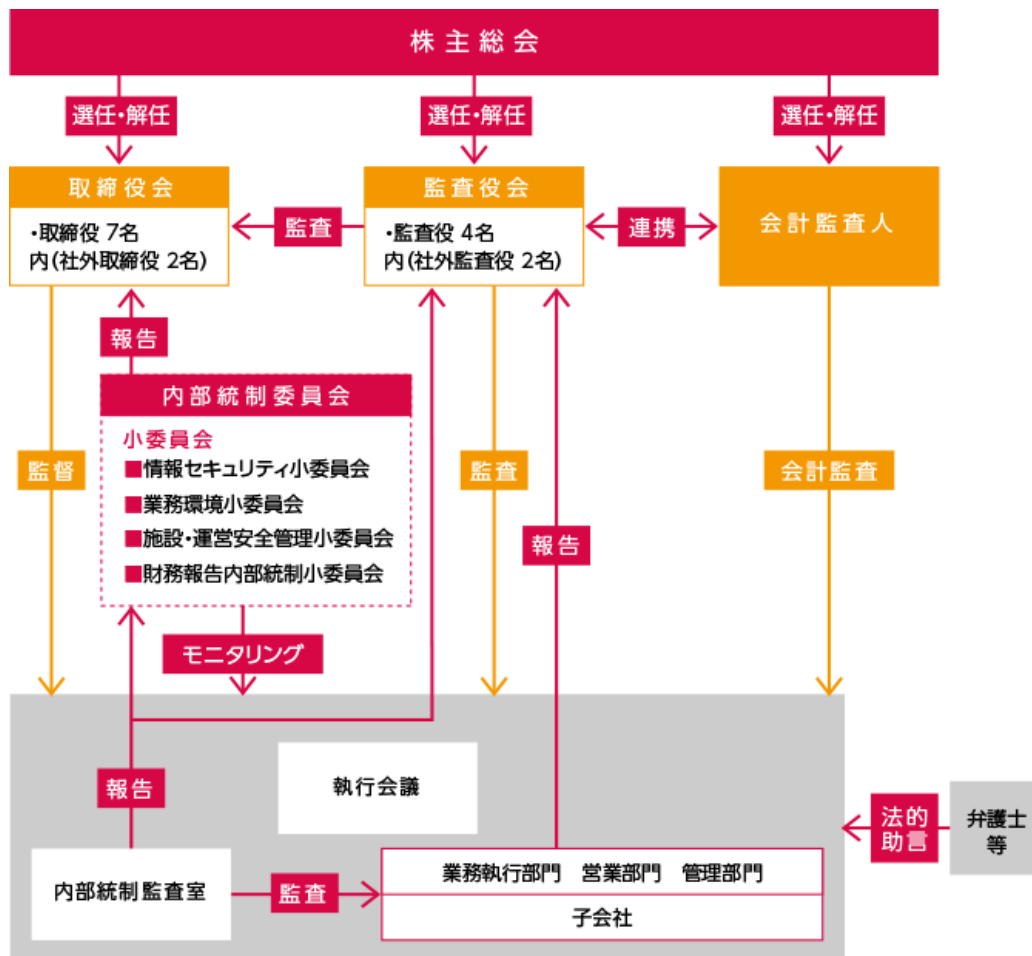 株主総会
選任・解任
選任・解任
選任・解任
取締役会
・取締役 7名
内(社外取締役 2名)
監査
監査役会
・監査役 4名
内(社外監査役 2名)
連携
会計監査人
報告
内部統制委員会
小委員会
■情報セキュリティ小委員会
■業務環境小委員会
■施設・運営安全管理小委員会
■財務報告内部統制小委員会
監督
監査
会計監査
報告
モニタリング
報告
執行会議
法的
助言
弁護士
等
内部統制監査室
監査
業務執行部門 営業部門 管理部門
子会社